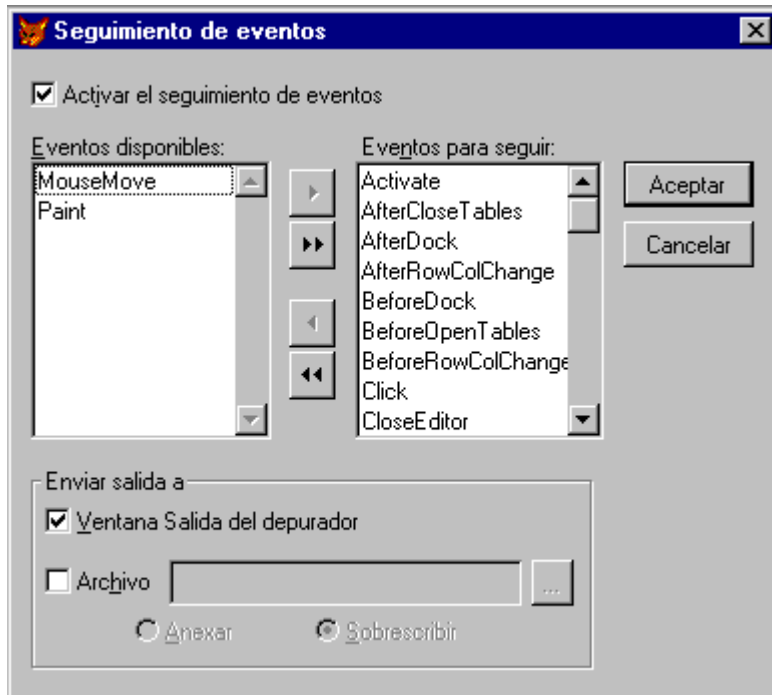 Seguimiento de eventos
Activar el seguimiento de eventos
Eventos disponibles:
MouseMove
Paint
Eventos para seguir:
Activate
AfterCloseTables
AfterDock
AfterRowColChange
BeforeDock
BeforeOpenTables
BeforeRowColChange
Click
CloseEditor
Aceptar
Cancelar
Enviar salida a
Ventana Salida del depurador
Archivo
...
Anexar
Sobrescribir